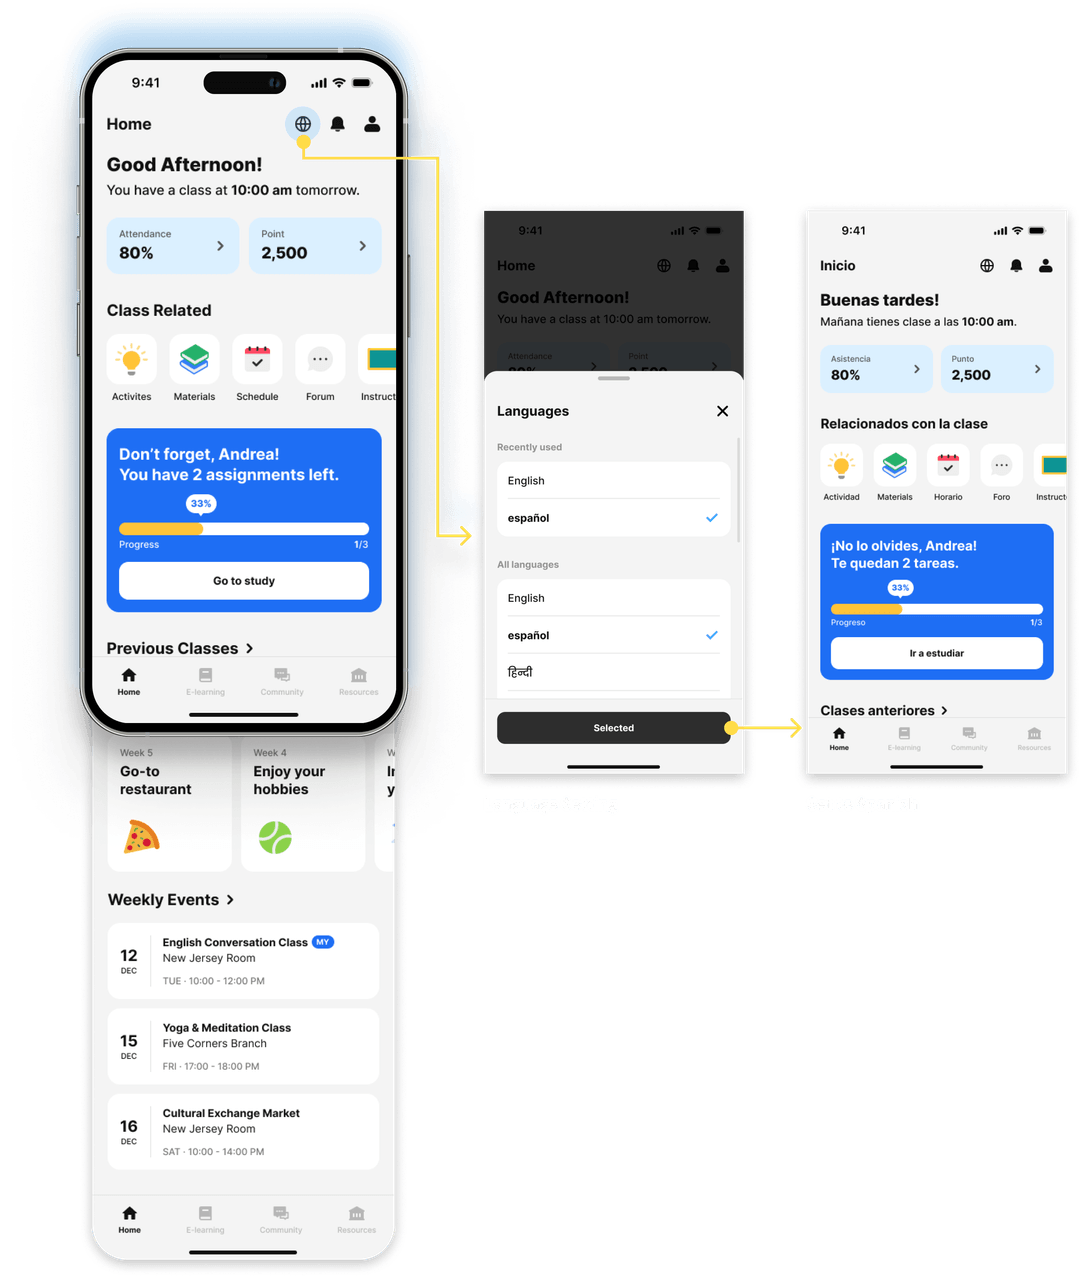 9:41
Home
Good Afternoon!
You have a class at 10:00 am tomorrow.
Attendance
80%
Point
2,500
Class Related
Activites
Materials
Schedule
Forum
Instruct
Don't forget, Andrea!
You have 2 assignments left.
33%
Progress
1/3
Go to study
Previous Classes
Home
E-learning
Community
Resources
Week 5
Go-to
restaurant
Week 4
Enjoy your
hobbies
Weekly Events
12
DEC
English Conversation Class MY
New Jersey Room
TUE · 10:00 - 12:00 PM
15
DEC
Yoga & Meditation Class
Five Corners Branch
FRI · 17:00 - 18:00 PM
16
DEC
Cultural Exchange Market
New Jersey Room
SAT · 10:00 - 14:00 PM
Home
E-learning
Community
Resources
9:41
Home
Good Afternoon!
You have a class at 10:00 am tomorrow.
Attendance
Point
80%
2,500
Languages
Recently used
English
español
All languages
English
español
हिन्दी
Selected
9:41
Inicio
Buenas tardes!
Mañana tienes clase a las 10:00 am.
Asistencia
80%
Punto
2,500
Relacionados con la clase
Actividad
Materials
Horario
Foro
Instruct
¡No lo olvides, Andrea!
Te quedan 2 tareas.
33%
Progreso
1/3
Ir a estudiar
Clases anteriores
Home
E-learning
Community
Resources